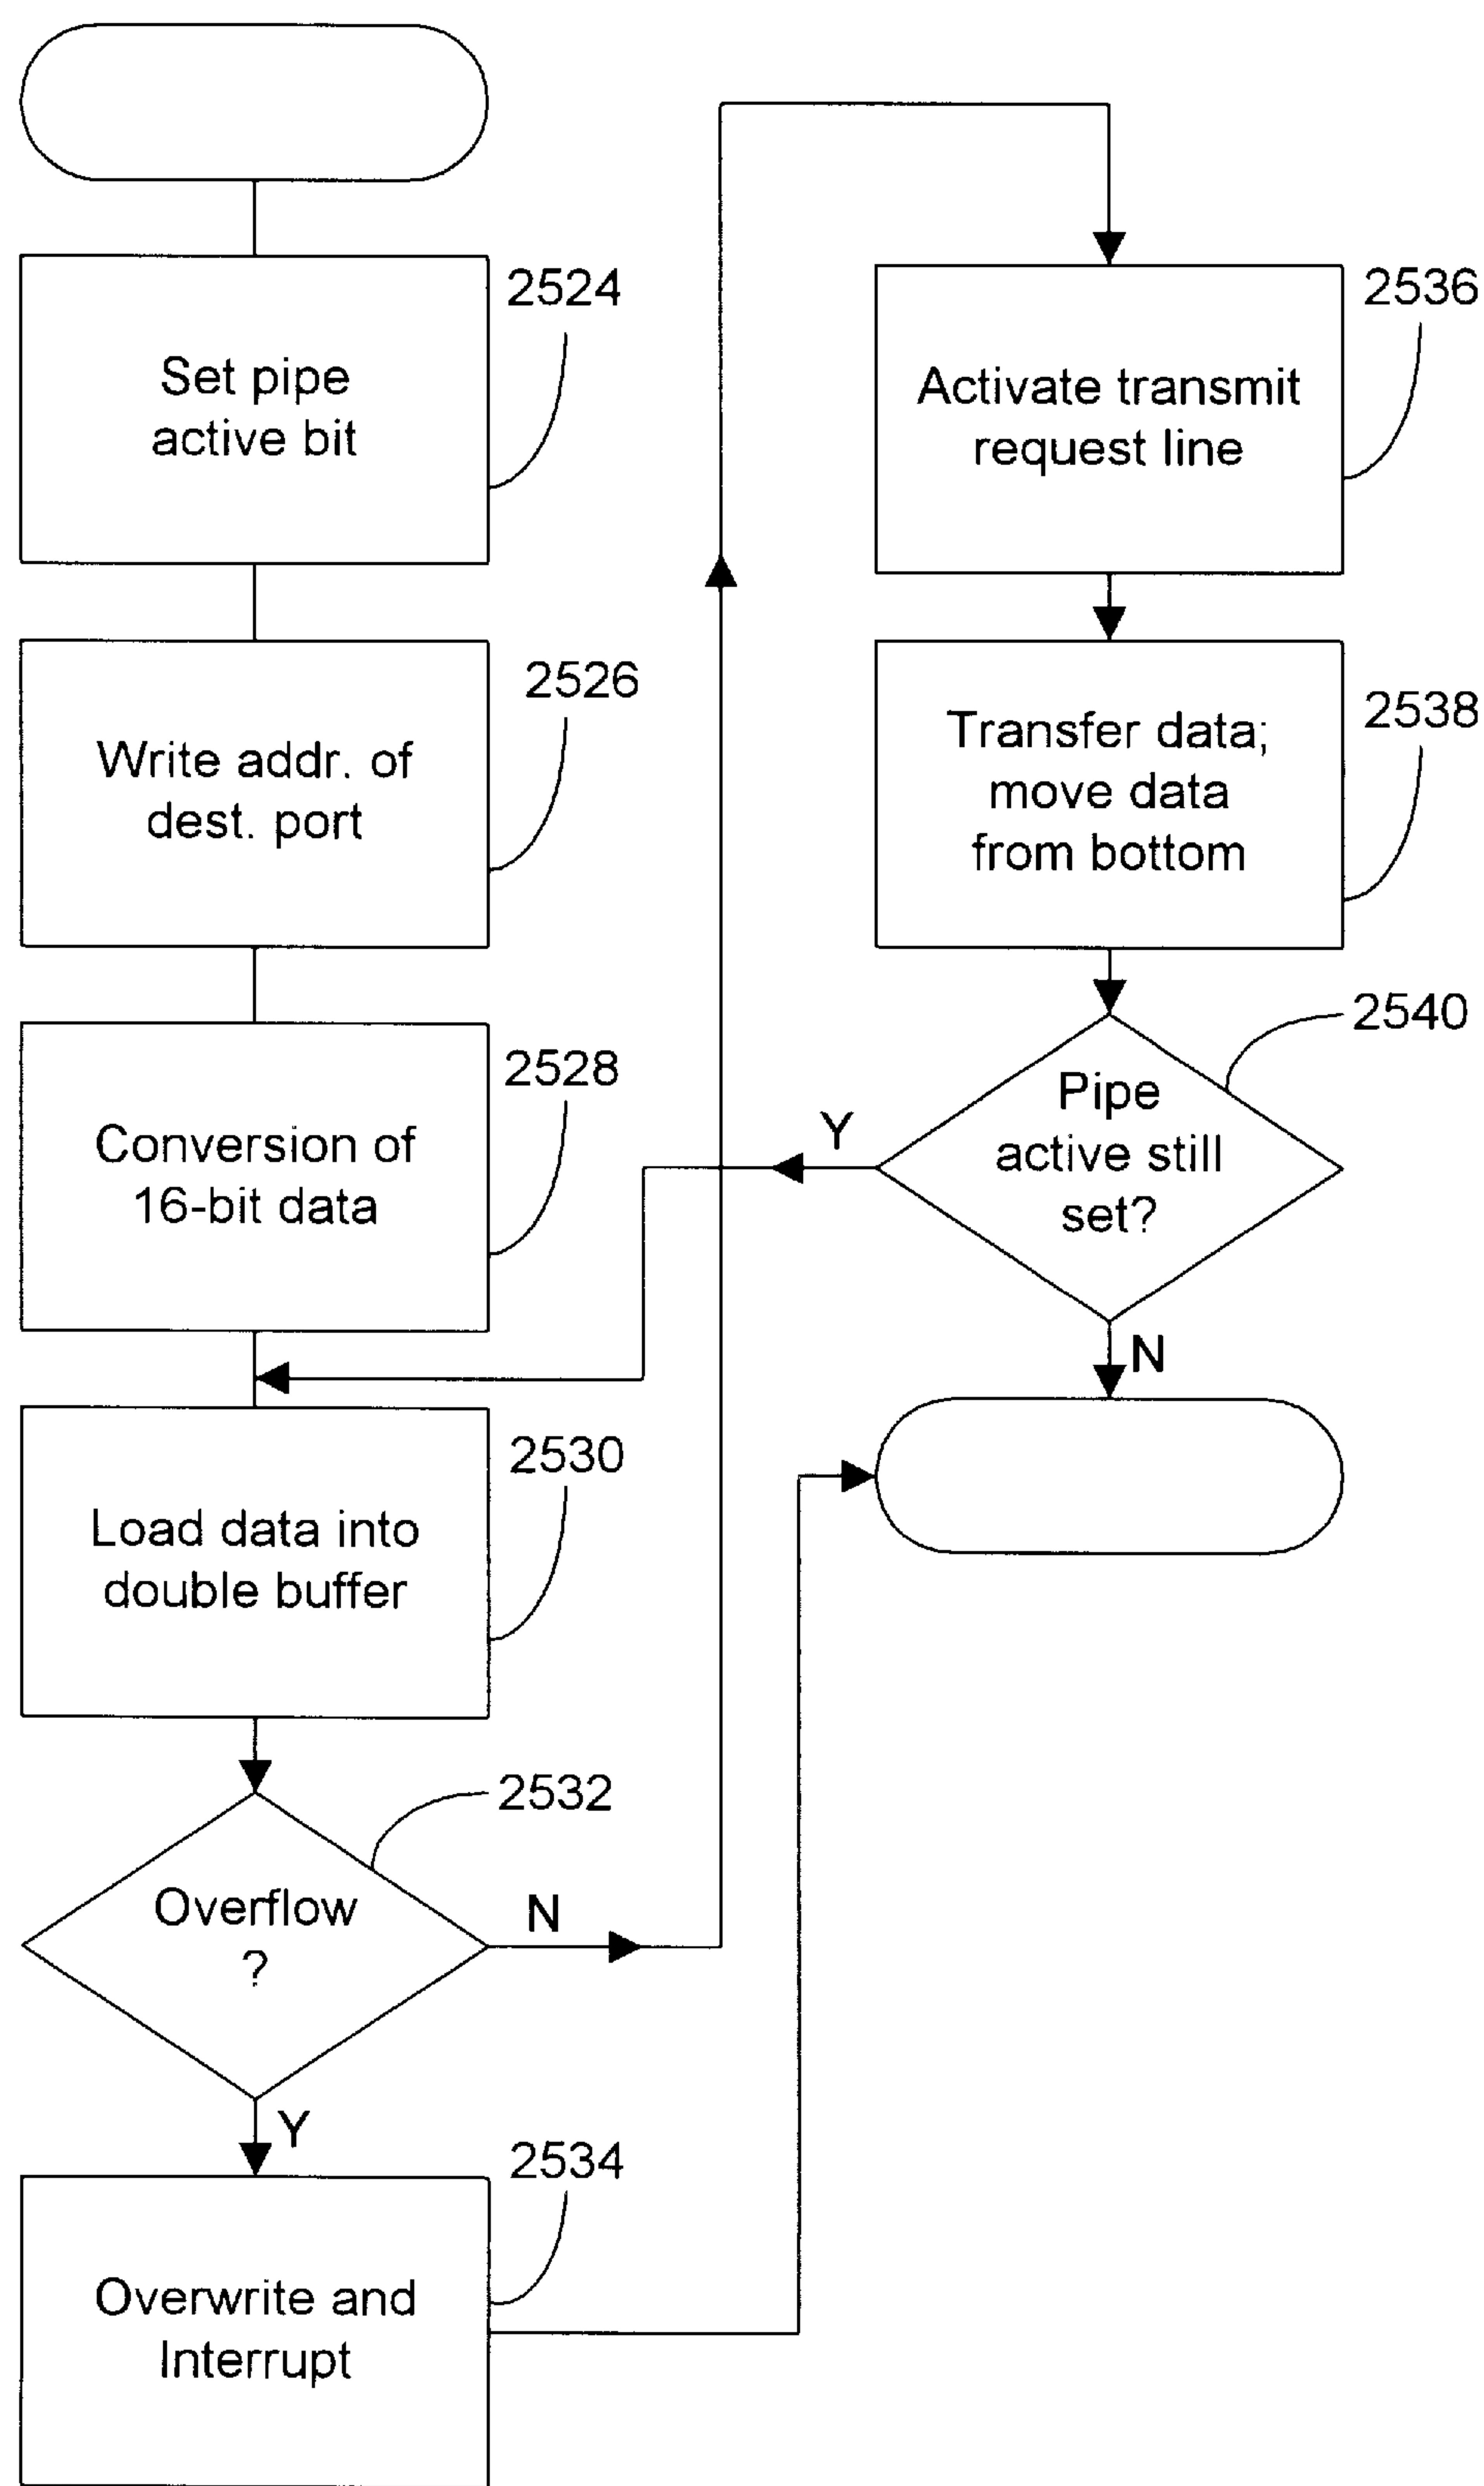 2524
Set pipe
active bit
2526
Write addr. of
dest. port
2528
Conversion of
16-bit data
2530
Load data into
double buffer
2532
Overflow
?
N
Y
2534
Overwrite and
Interrupt
2536
Activate transmit
request line
2538
Transfer data;
move data
from bottom
2540
Pipe
active still
set?
Y
N